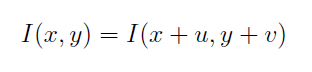 I(x, y) = I(x + u, y + v)